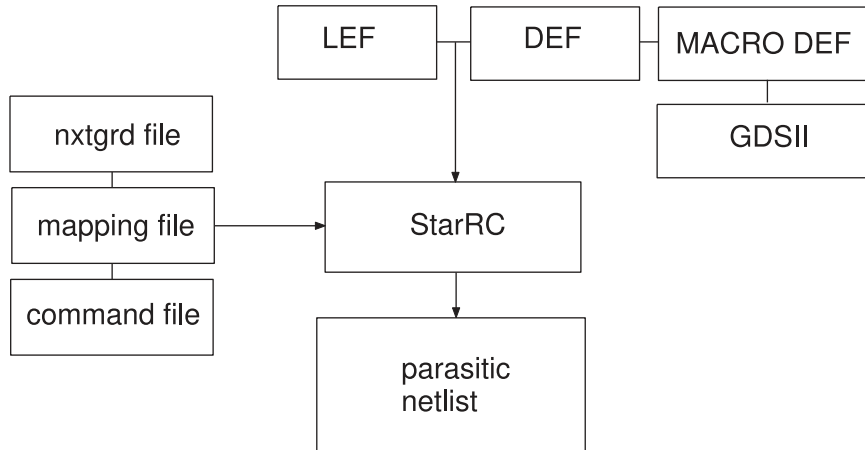 LEF
DEF
MACRO DEF
GDSII
nxtgrd file
mapping file
command file
StarRC
parasitic
netlist